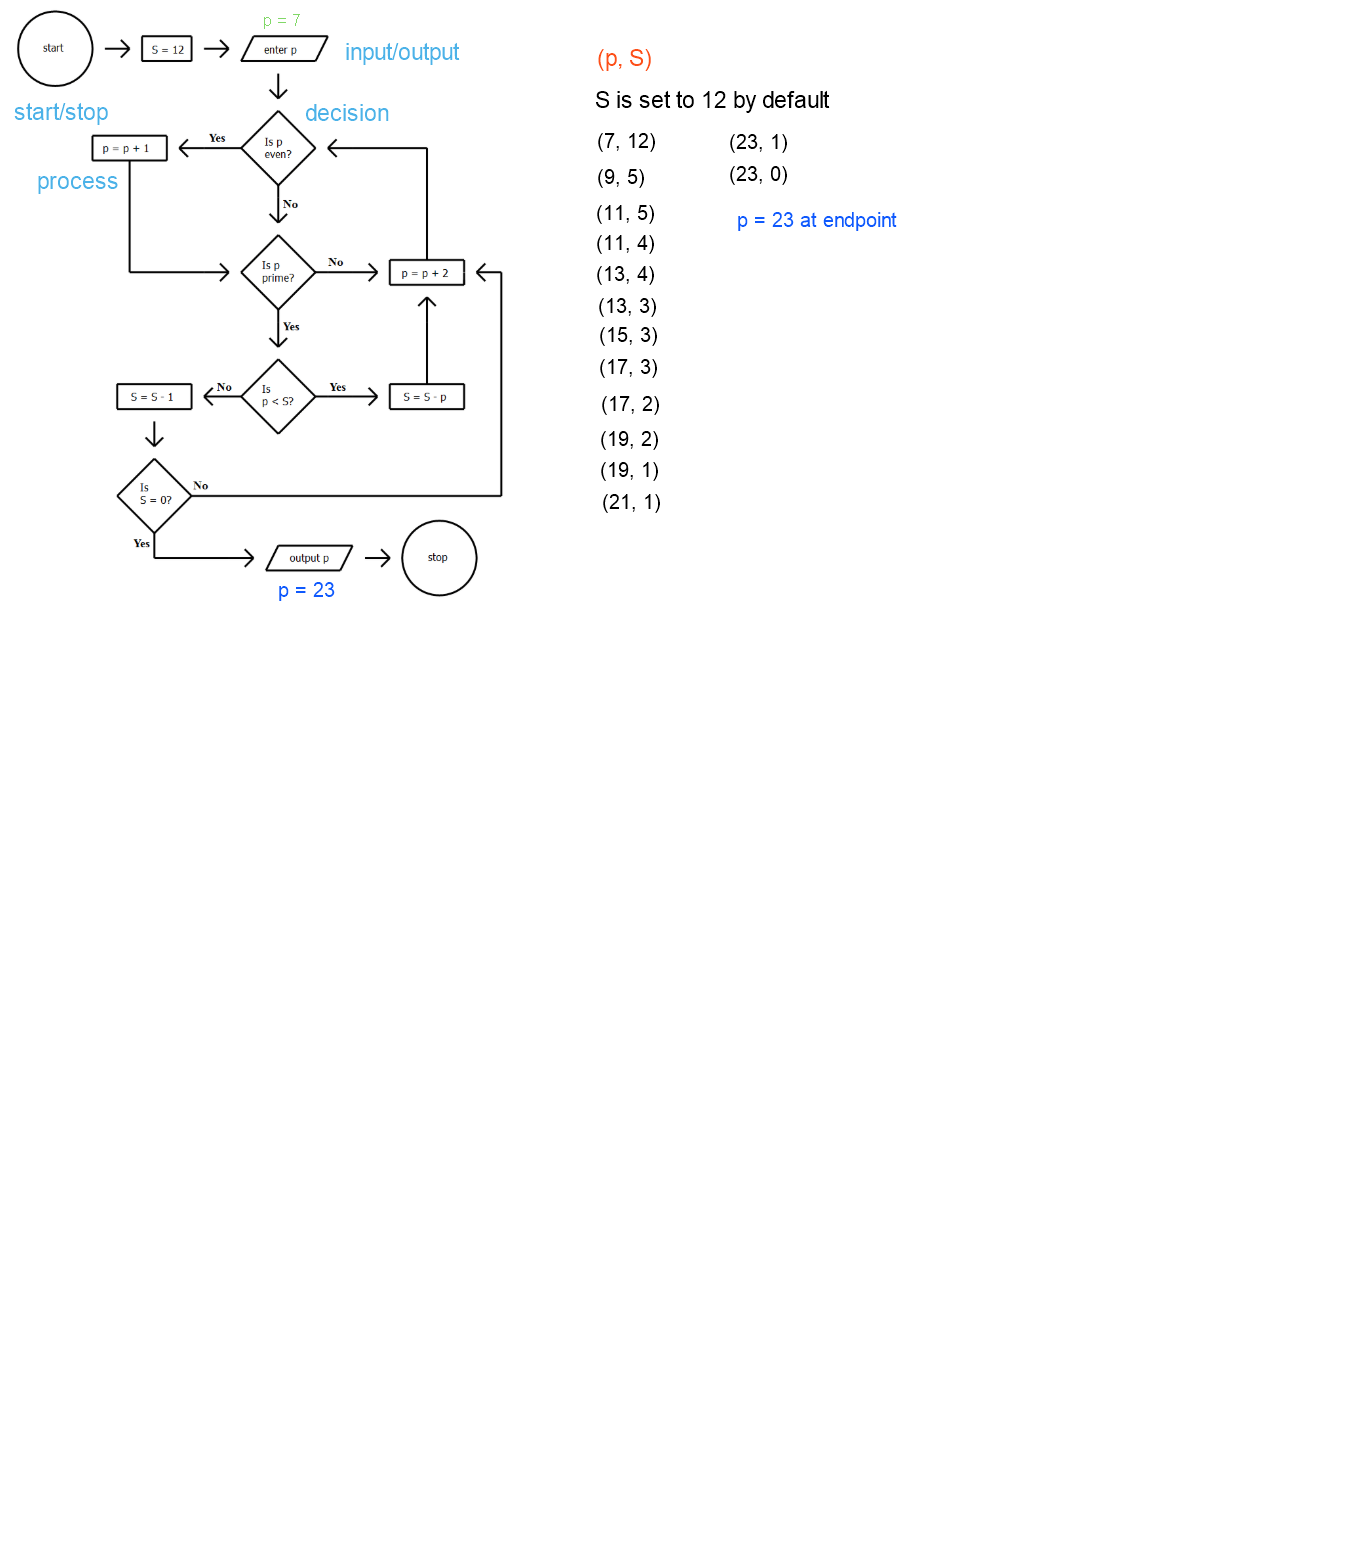 p = 7
start
S = 12
enter p
input/output
start/stop
decision
Yes
Is p
even?
p = p + 1
process
No
Is p
prime?
No
p = p + 2
Yes
S = S - 1
No
Is
p < S?
Yes
S = S - p
Is
S = 0?
No
Yes
output p
stop
p = 23
(p, S)
S is set to 12 by default
(7, 12)
(9, 5)
(11, 5)
(11, 4)
(13, 4)
(13, 3)
(15, 3)
(17, 3)
(17, 2)
(19, 2)
(19, 1)
(21, 1)
(23, 1)
(23, 0)
p = 23 at endpoint